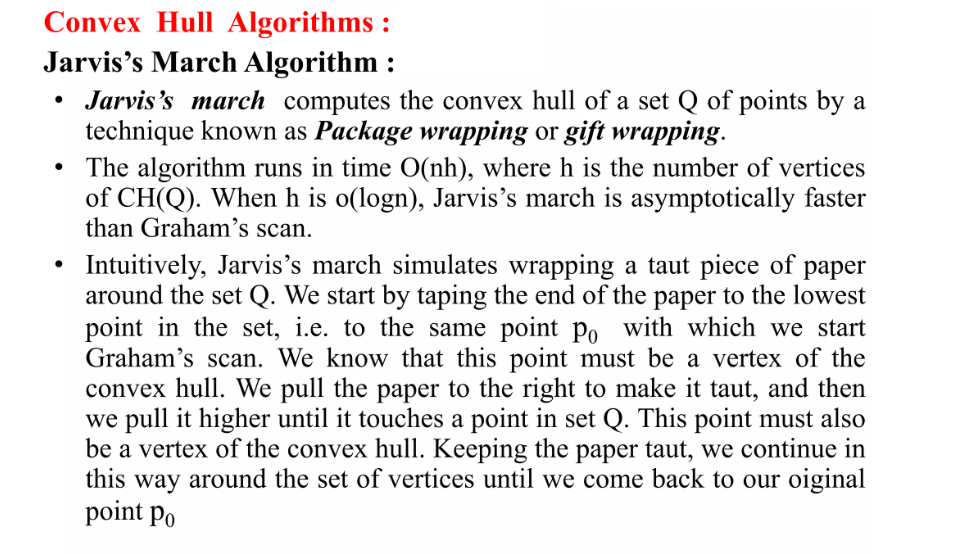 Convex Hull Algorithms :
Jarvis’s March Algorithm :
• Jarvis’s march computes the convex hull of a set Q of points by a
technique known as Package wrapping or gift wrapping.
• The algorithm runs in time O(nh), where h is the number of vertices
of CH(Q). When h is o(logn), Jarvis’s march is asymptotically faster
than Graham’s scan.
• Intuitively, Jarvis’s march simulates wrapping a taut piece of paper
around the set Q. We start by taping the end of the paper to the lowest
point in the set, i.e. to the same point p₀ with which we start
Graham’s scan. We know that this point must be a vertex of the
convex hull. We pull the paper to the right to make it taut, and then
we pull it higher until it touches a point in set Q. This point must also
be a vertex of the convex hull. Keeping the paper taut, we continue in
this way around the set of vertices until we come back to our oiginal
point p₀